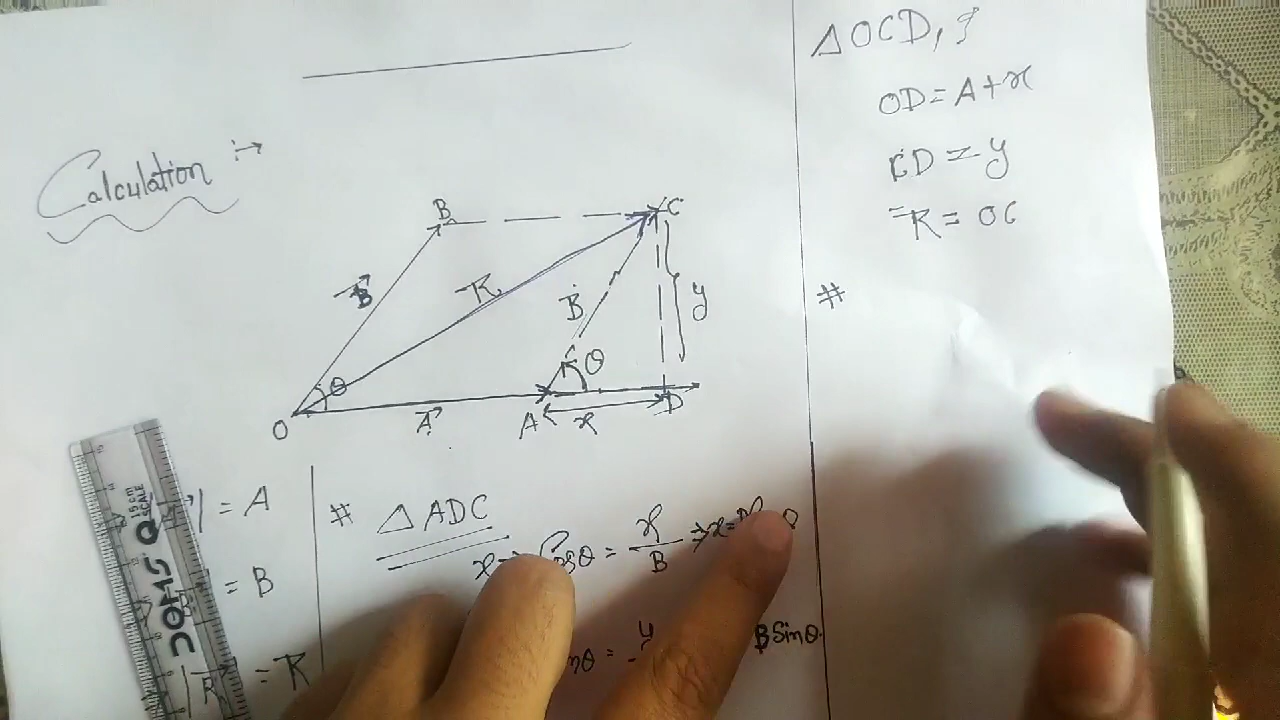 Calculation :→
B
C
B
R
B
y
θ
θ
O
A
A
x
D
= A
= B
|R| = R
# △ADC
x → Cosθ = x/B ⇒ x =
θ = y
B Sinθ
DOMS
15cm
SCALE
△OCD,
OD = A + x
CD = y
R = OC
#